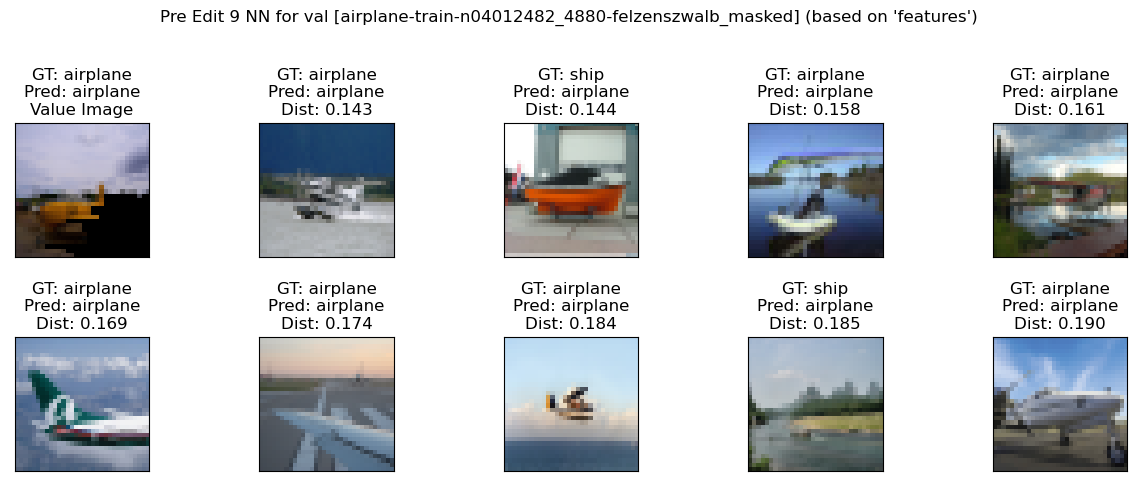 Pre Edit 9 NN for val [airplane-train-n04012482_4880-felzenszwalb_masked] (based on 'features')
GT: airplane
Pred: airplane
Value Image
GT: airplane
Pred: airplane
Dist: 0.143
GT: ship
Pred: airplane
Dist: 0.144
GT: airplane
Pred: airplane
Dist: 0.158
GT: airplane
Pred: airplane
Dist: 0.161
GT: airplane
Pred: airplane
Dist: 0.169
GT: airplane
Pred: airplane
Dist: 0.174
GT: airplane
Pred: airplane
Dist: 0.184
GT: ship
Pred: airplane
Dist: 0.185
GT: airplane
Pred: airplane
Dist: 0.190